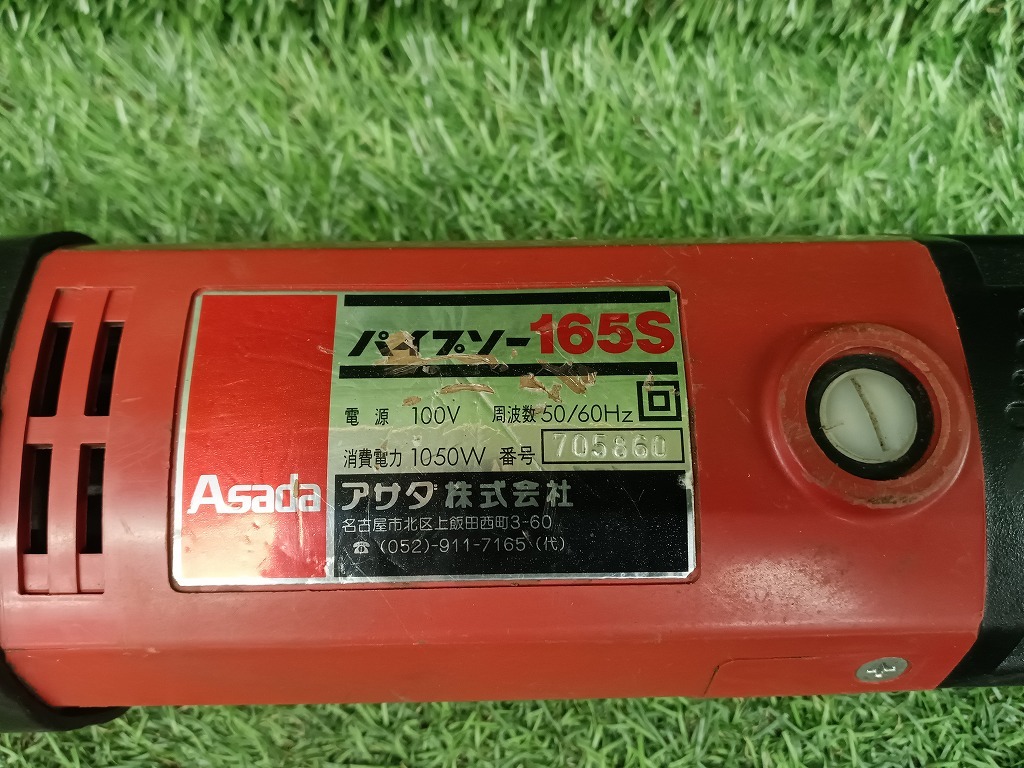 パイプソー165S
電源 100V 周波数 50/60Hz
消費電力 1050W 番号 705860
Asada アサダ株式会社
名古屋市北区上飯田西町3-60
☎ (052)-911-7165 (代)